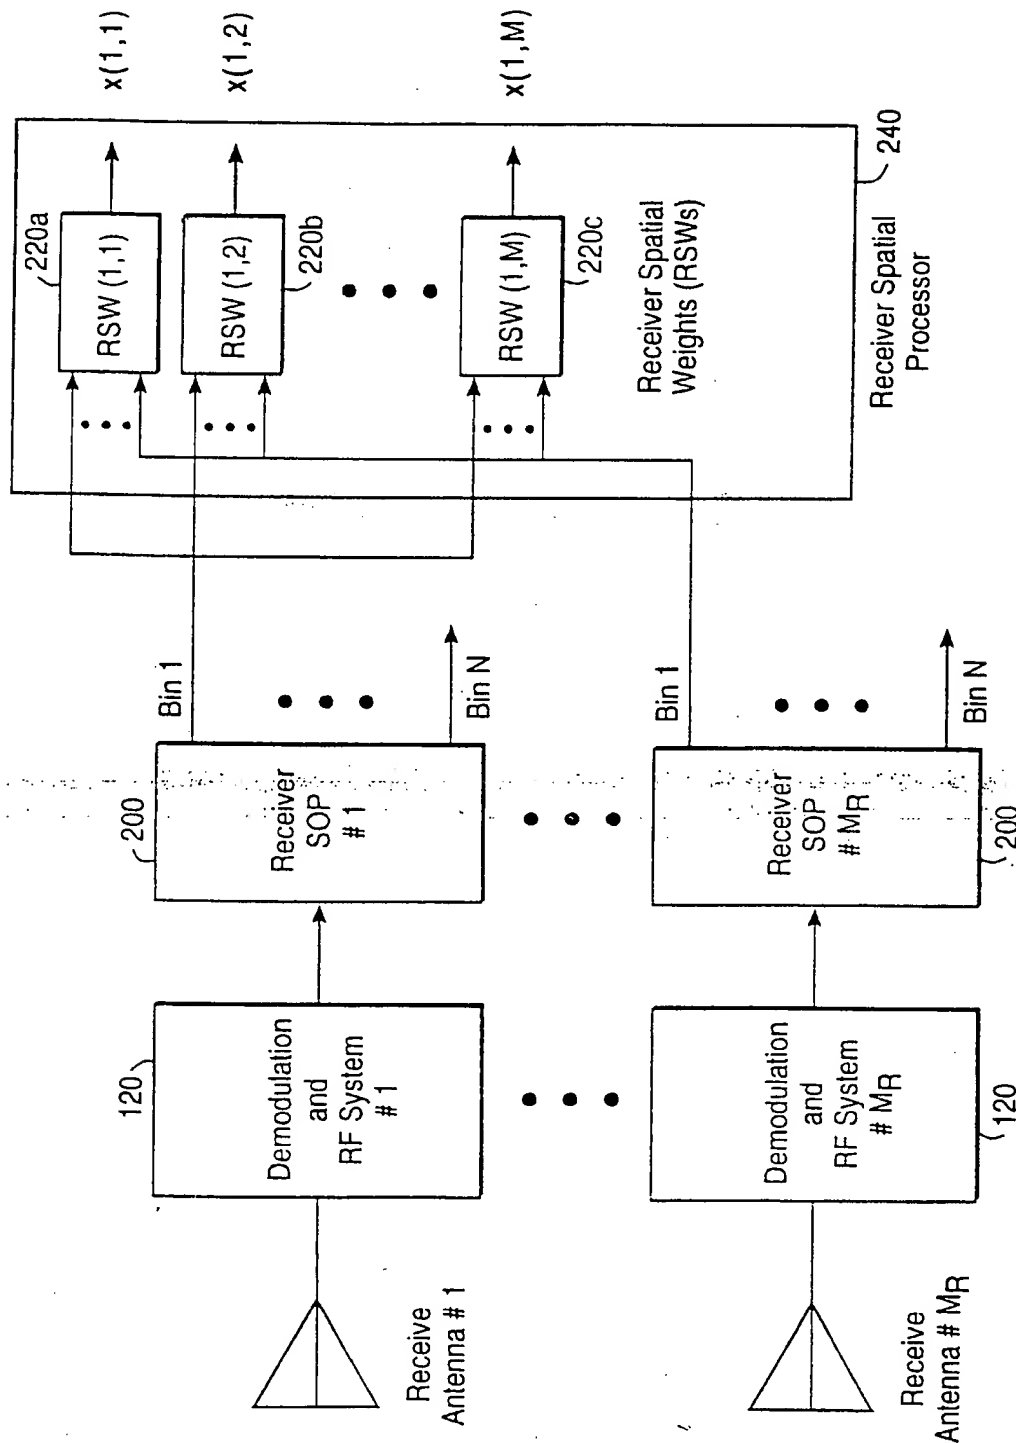 Receive
Antenna # 1
120
Demodulation
and
RF System
# 1
200
Receiver
SOP
# 1
Bin 1
Bin N
Receive
Antenna # MR
Demodulation
and
RF System
# MR
120
Receiver
SOP
# MR
200
Bin 1
Bin N
220a
RSW (1,1)
x(1,1)
RSW (1,2)
220b
x(1,2)
RSW (1,M)
220c
x(1,M)
Receiver Spatial
Weights (RSWs)
240
Receiver Spatial
Processor